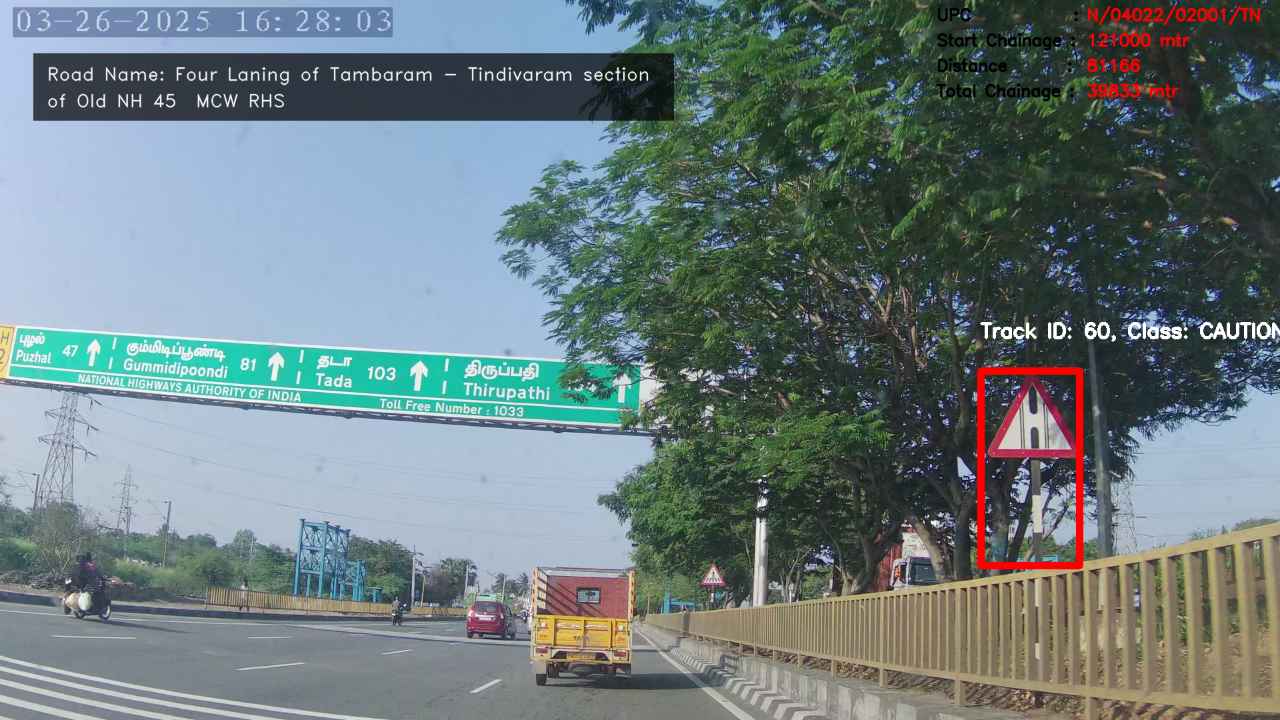 03-26-2025 16:28:03
Road Name: Four Laning of Tambaram - Tindivaram section
of Old NH 45 MCW RHS
UPC : N/04022/02001/TN
Start Chainage : 121000 mtr
Distance : 81166
Total Chainage : 39833 mtr
Track ID: 60, Class: CAUTION
புழல் 47
Puzhal
கும்மிடிப்பூண்டி 81
Gummidipoondi
தடா 103
Tada
திருப்பதி
Thirupathi
NATIONAL HIGHWAYS AUTHORITY OF INDIA
Toll Free Number : 1033